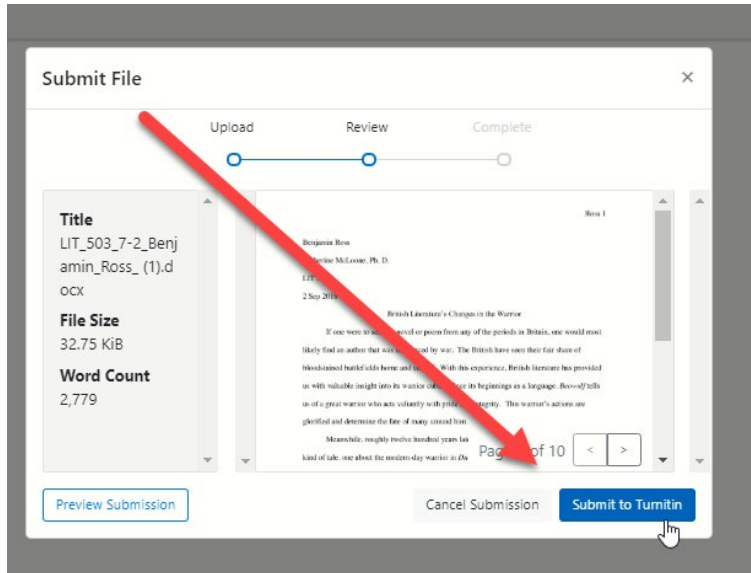 Submit File
×
Upload Review Complete
Title
LIT_503_7-2_Benj
amin_Ross_ (1).d
ocx
File Size
32.75 KiB
Word Count
2,779
Ross 1
Benjamin Ross
McLoone, Ph. D.
2 Sep
British Literature's Changes in the Warrior
If one were to novel or poem from any of the periods in Britain, one would most
likely find an author that was by war. The British have seen their fair share of
bloodstained battlefields home and With this experience, British literature has provided
us with valuable insight into its warrior its beginnings as a language. Beowulf tells
us of a great warrior who acts valiantly with integrity. This warrior's actions are
glorified and determine the fate of many around him
Meanwhile, roughly twelve hundred years
kind of tale, one about the modern-day warrior in
of 10 < >
Preview Submission
Cancel Submission
Submit to Turnitin